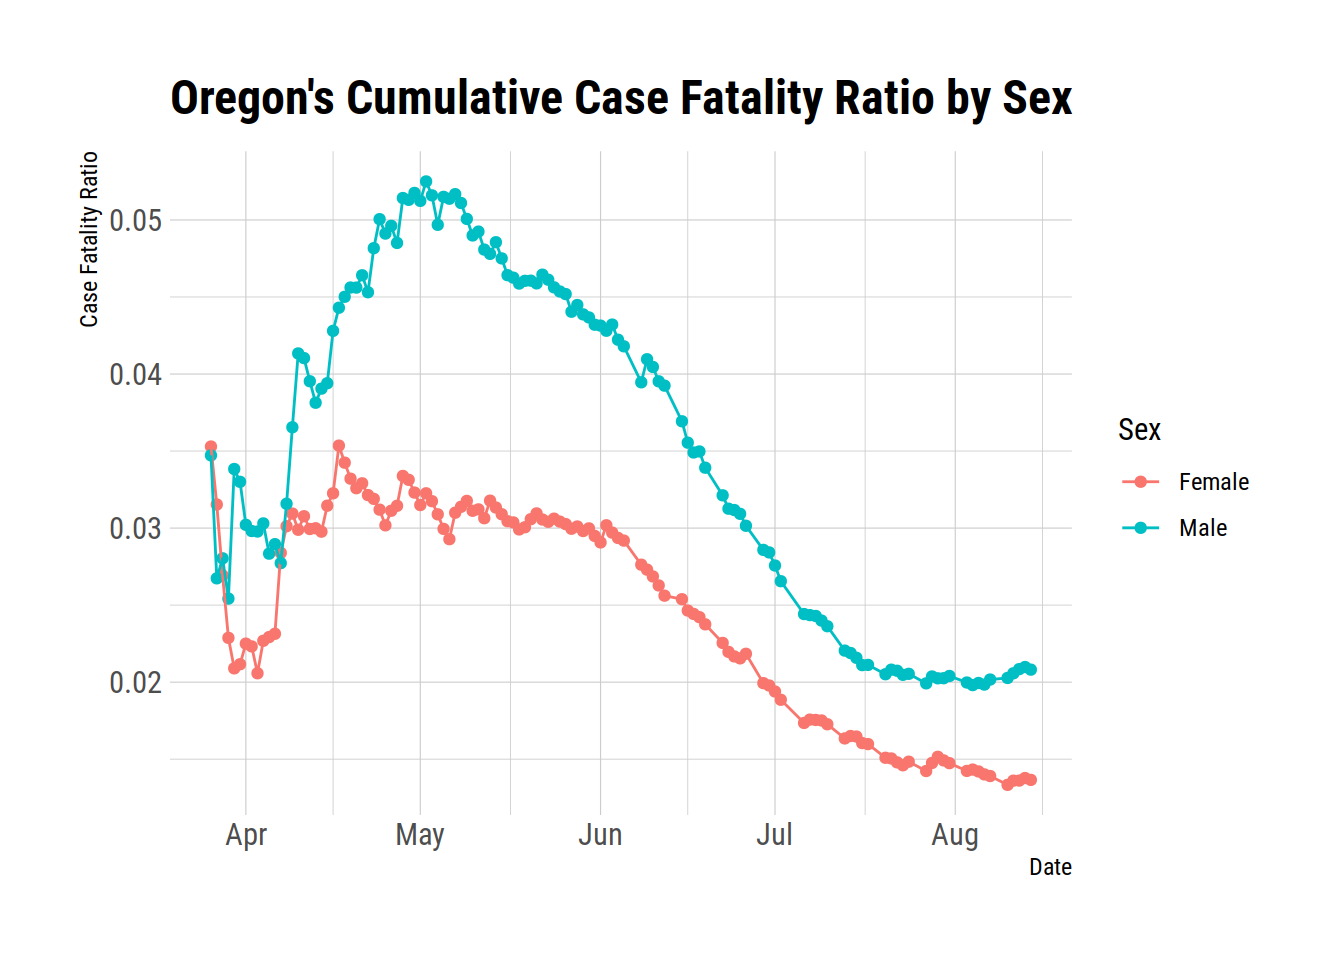 Oregon's Cumulative Case Fatality Ratio by Sex
Case Fatality Ratio
0.05
0.04
0.03
0.02
Apr
May
Jun
Jul
Aug
Date
Sex
Female
Male